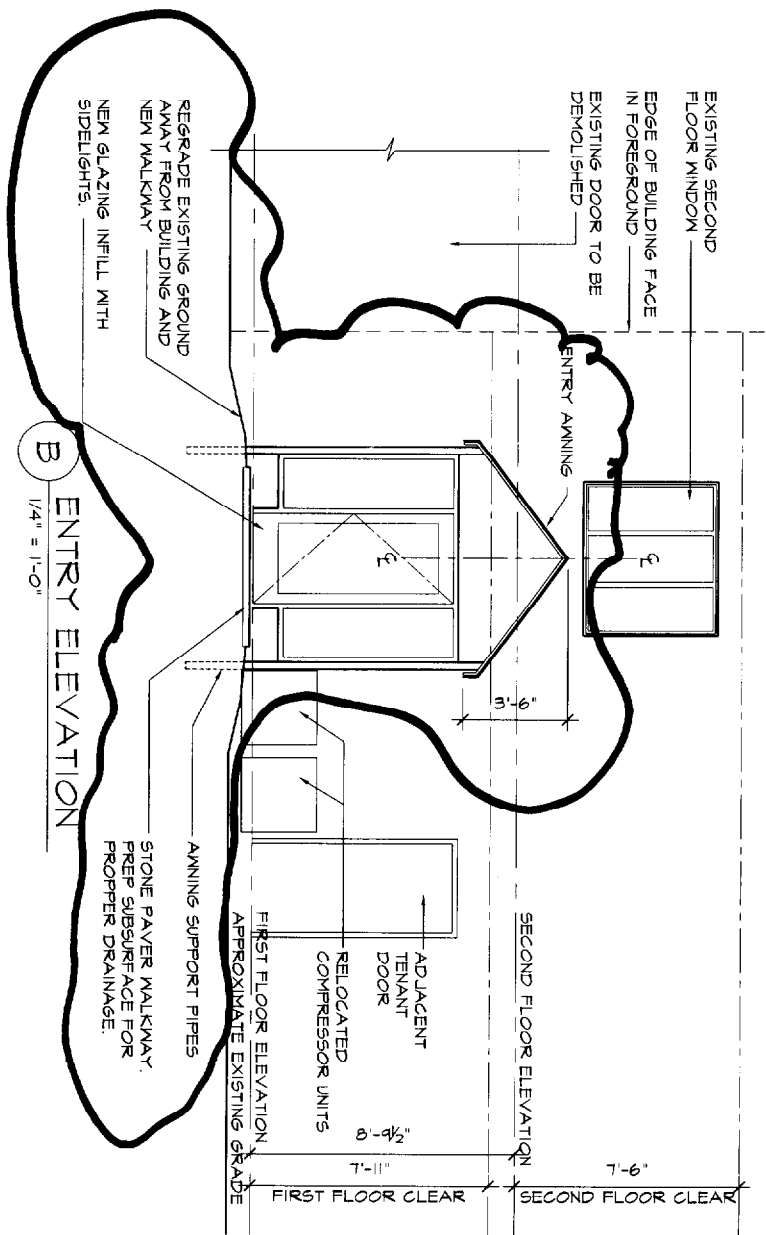 EXISTING SECOND
FLOOR WINDOW
EDGE OF BUILDING FACE
IN FOREGROUND
EXISTING DOOR TO BE
DEMOLISHED
REGRADE EXISTING GROUND
AWAY FROM BUILDING AND
NEW WALKWAY
NEW GLAZING INFILL WITH
SIDELIGHTS.
ENTRY AWNING
℄
℄
3'-6"
SECOND FLOOR ELEVATION
ADJACENT
TENANT
DOOR
RELOCATED
COMPRESSOR UNITS
FIRST FLOOR ELEVATION
APPROXIMATE EXISTING GRADE
AWNING SUPPORT PIPES
STONE PAVER WALKWAY.
PREP SUBSURFACE FOR
PROPPER DRAINAGE.
7'-6"
SECOND FLOOR CLEAR
8'-9½"
7'-11"
FIRST FLOOR CLEAR
B
ENTRY ELEVATION
1/4" = 1'-0"